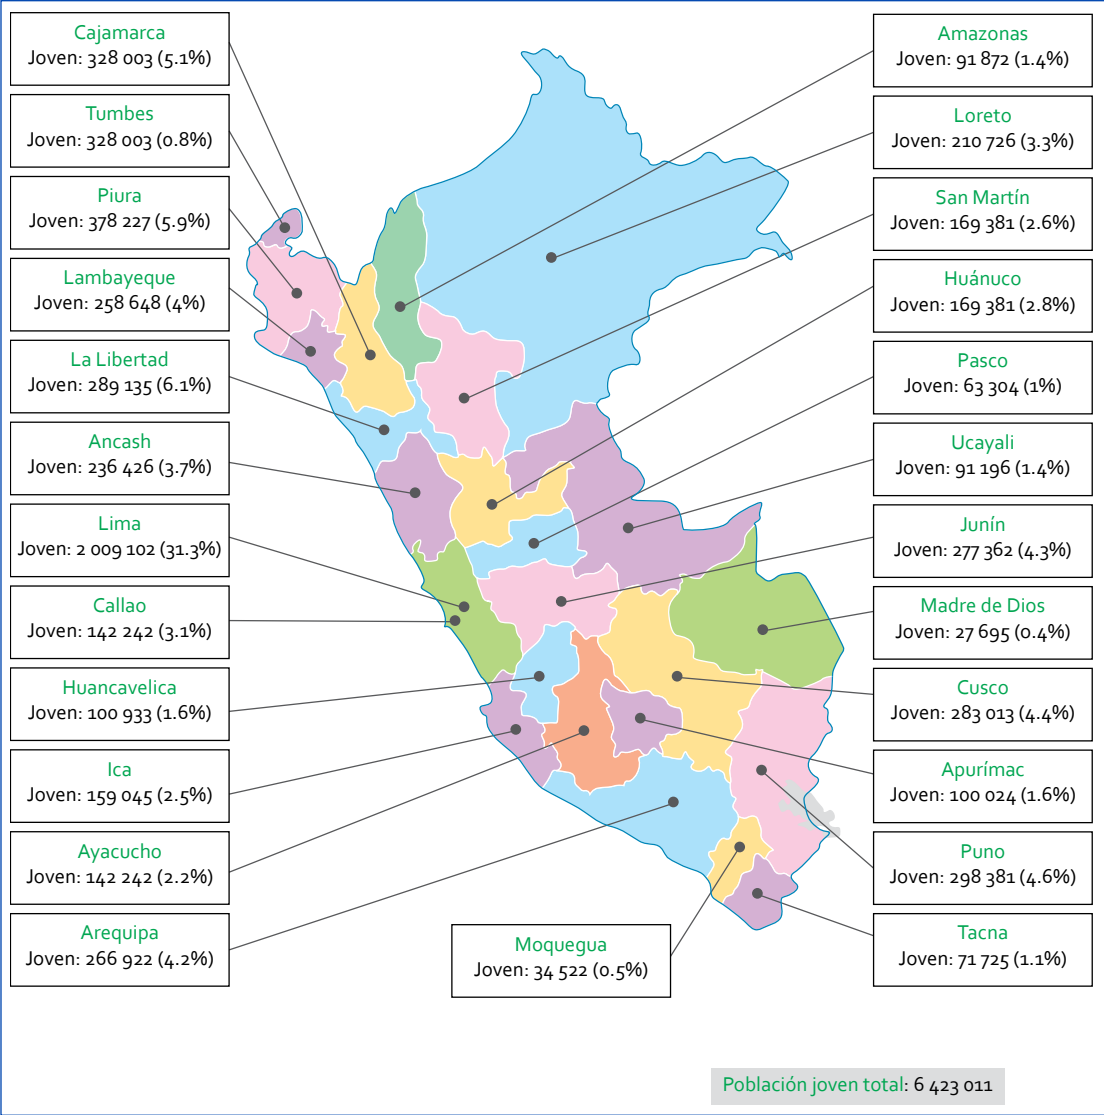 Cajamarca
Joven: 328 003 (5.1%)
Tumbes
Joven: 328 003 (0.8%)
Piura
Joven: 378 227 (5.9%)
Lambayeque
Joven: 258 648 (4%)
La Libertad
Joven: 289 135 (6.1%)
Ancash
Joven: 236 426 (3.7%)
Lima
Joven: 2 009 102 (31.3%)
Callao
Joven: 142 242 (3.1%)
Huancavelica
Joven: 100 933 (1.6%)
Ica
Joven: 159 045 (2.5%)
Ayacucho
Joven: 142 242 (2.2%)
Arequipa
Joven: 266 922 (4.2%)
Moquegua
Joven: 34 522 (0.5%)
Amazonas
Joven: 91 872 (1.4%)
Loreto
Joven: 210 726 (3.3%)
San Martín
Joven: 169 381 (2.6%)
Huánuco
Joven: 169 381 (2.8%)
Pasco
Joven: 63 304 (1%)
Ucayali
Joven: 91 196 (1.4%)
Junín
Joven: 277 362 (4.3%)
Madre de Dios
Joven: 27 695 (0.4%)
Cusco
Joven: 283 013 (4.4%)
Apurímac
Joven: 100 024 (1.6%)
Puno
Joven: 298 381 (4.6%)
Tacna
Joven: 71 725 (1.1%)
Población joven total: 6 423 011